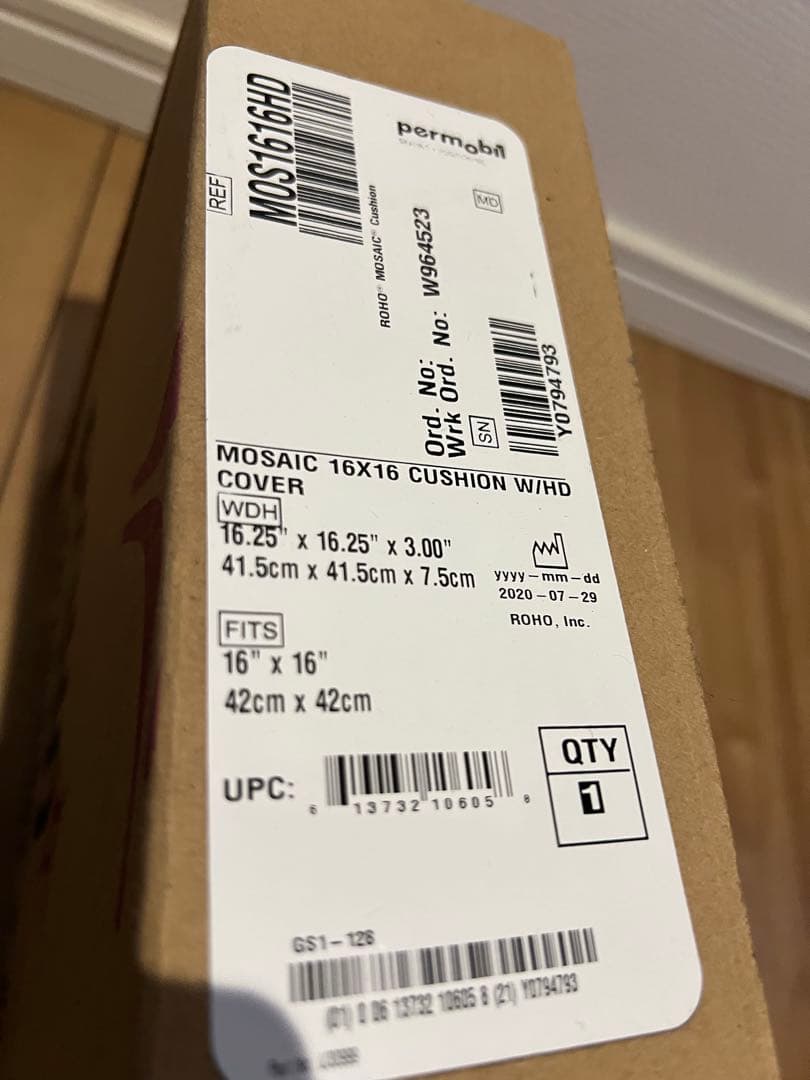 REF
MOS1616HD
permobil
ROHO® MOSAIC® Cushion
MD
Ord. No:
Wrk Ord. No: W964523
SN
Y0794793
MOSAIC 16X16 CUSHION W/HD
COVER
WDH
16.25" x 16.25" x 3.00"
41.5cm x 41.5cm x 7.5cm
yyyy-mm-dd
2020-07-29
ROHO, Inc.
FITS
16" x 16"
42cm x 42cm
UPC:
6 13732 10605 8
QTY
1
GS1-128
(01) 0 06 13732 10605 8 (21) Y0794793